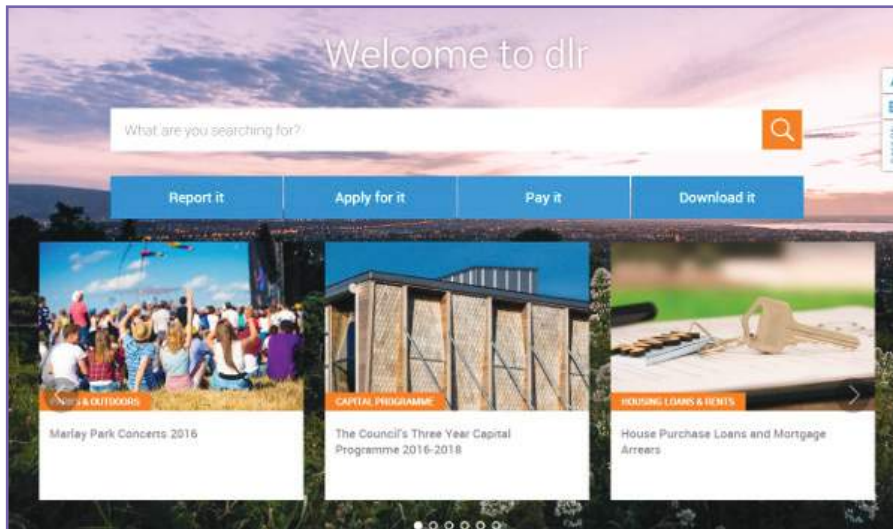 Welcome to dlr
What are you searching for?
Report it
Apply for it
Pay it
Download it
& OUTDOORS
Marlay Park Concerts 2016
CAPITAL PROGRAMME
The Council's Three Year Capital
Programme 2016-2018
HOUSING LOANS & RENTS
House Purchase Loans and Mortgage
Arrears